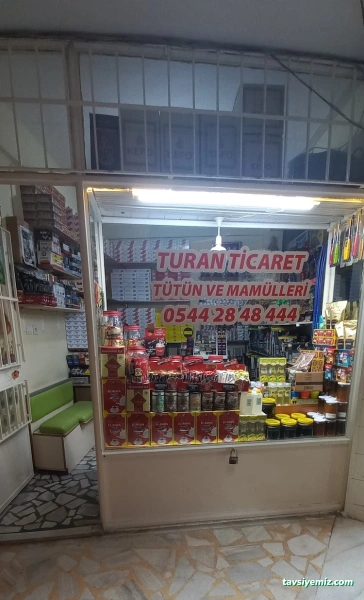 TURAN TİCARET
TÜTÜN VE MAMÜLLERİ
0544 28 48 444
tavsiyemiz.com